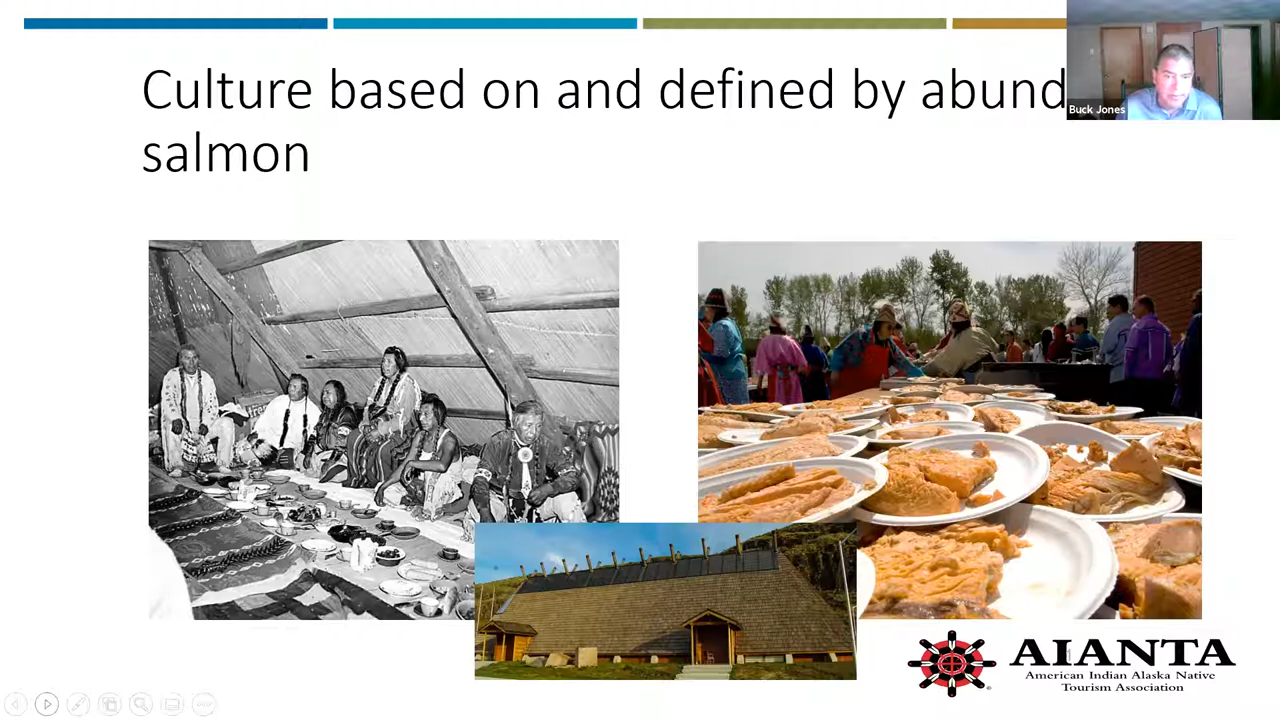 Culture based on and defined by abund
salmon
Buck Jones
AIANTA
American Indian Alaska Native
Tourism Association